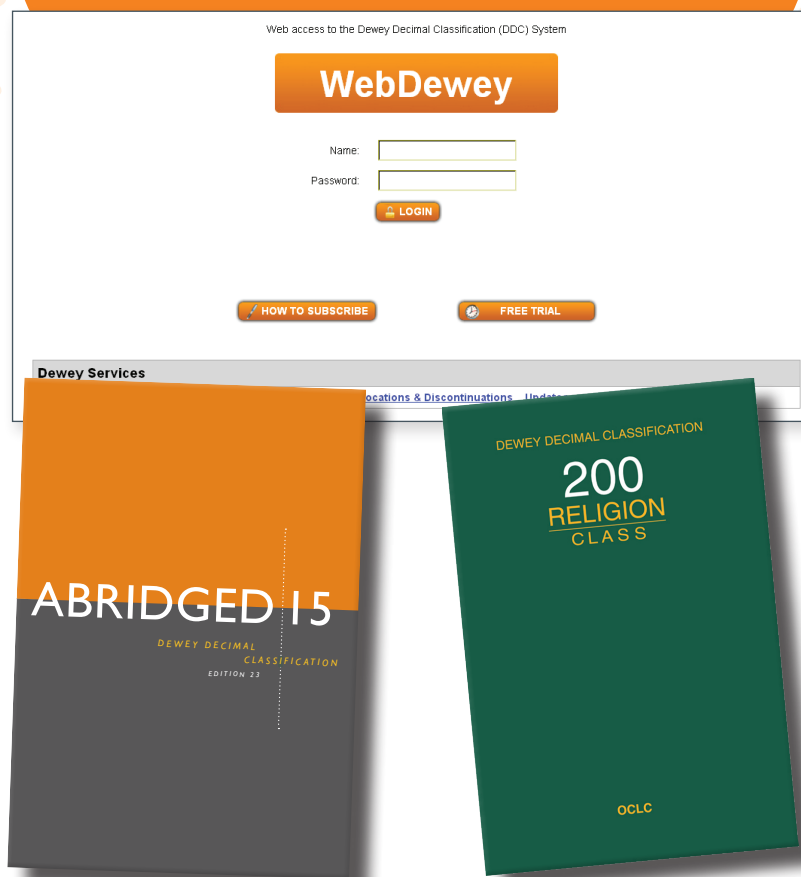 Web access to the Dewey Decimal Classification (DDC) System
WebDewey
Name:
Password:
LOGIN
HOW TO SUBSCRIBE
FREE TRIAL
Dewey Services
& Discontinuations
ABRIDGED 15
DEWEY DECIMAL
CLASSIFICATION
EDITION 23
DEWEY DECIMAL CLASSIFICATION
200
RELIGION
CLASS
OCLC